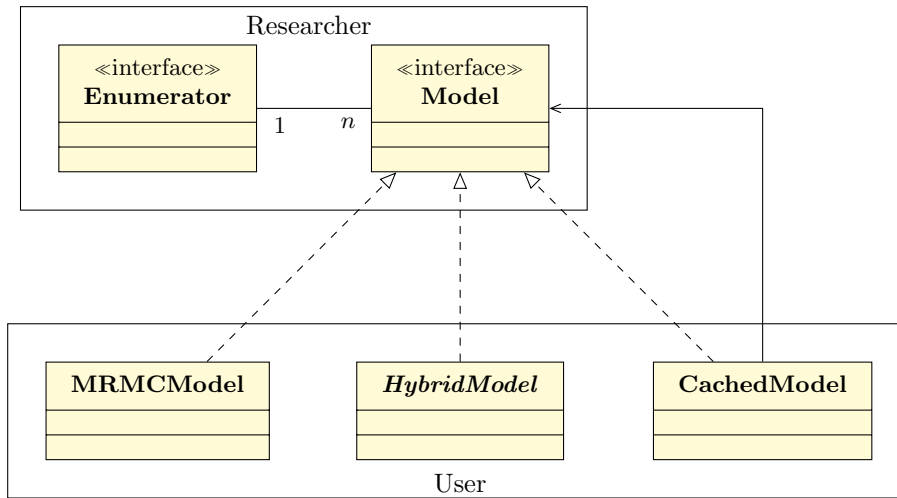 Researcher
≪interface≫
Enumerator
≪interface≫
Model
1
n
MRMCModel
HybridModel
CachedModel
User